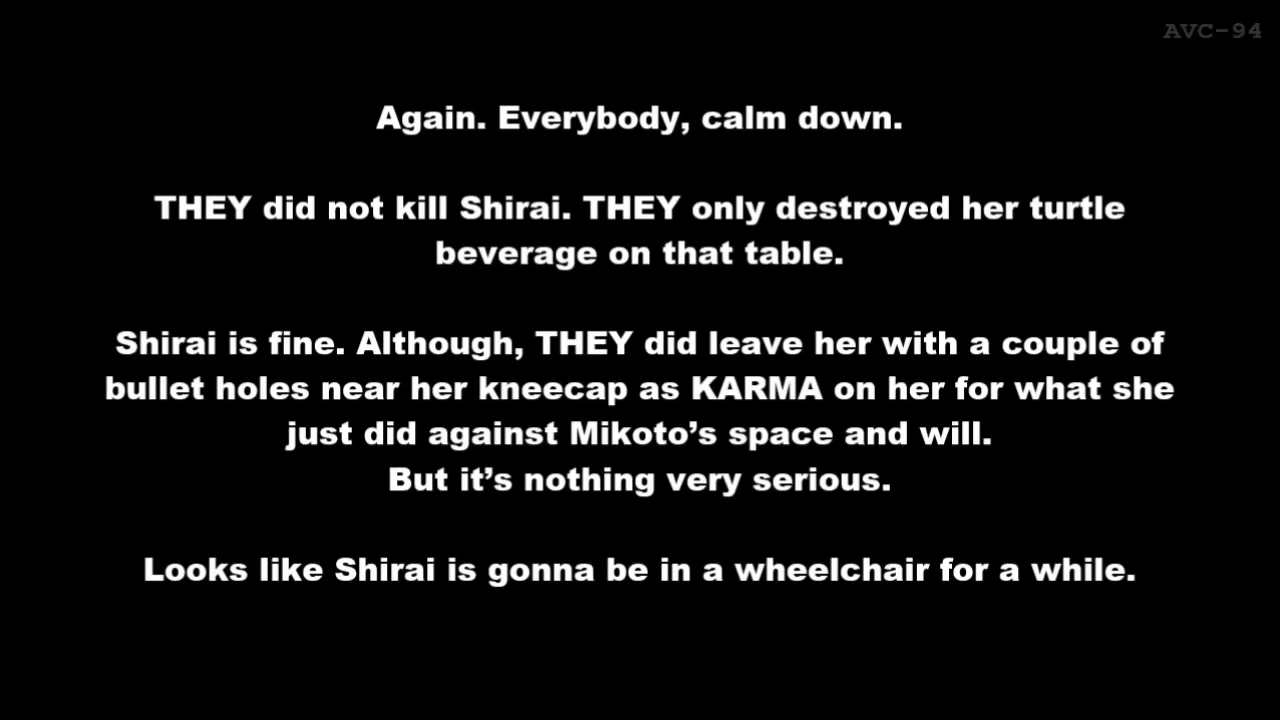 AVC-94
Again. Everybody, calm down.
THEY did not kill Shirai. THEY only destroyed her turtle
beverage on that table.
Shirai is fine. Although, THEY did leave her with a couple of
bullet holes near her kneecap as KARMA on her for what she
just did against Mikoto’s space and will.
But it’s nothing very serious.
Looks like Shirai is gonna be in a wheelchair for a while.